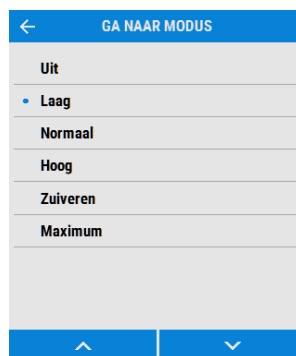 GA NAAR MODUS
Uit
Laag
Normaal
Hoog
Zuiveren
Maximum